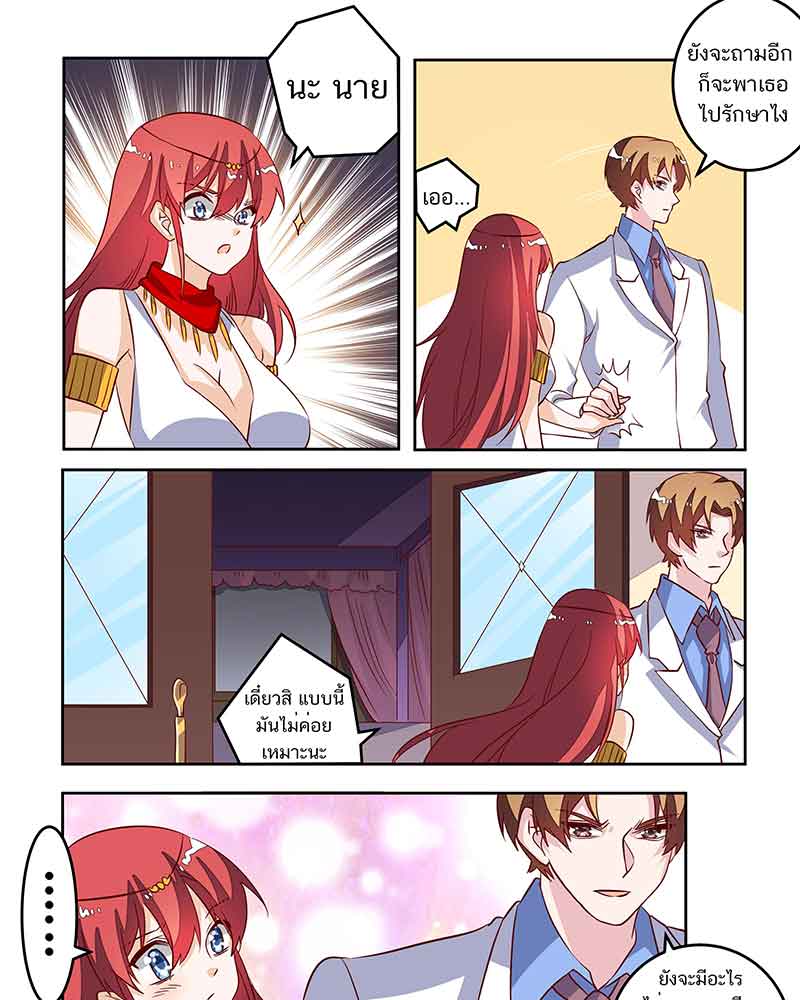 นะ นาย
ยังจะถามอีก
ก็จะพาเธอ
ไปรักษาไง
เออ...
เดี๋ยวสิ แบบนี้
มันไม่ค่อย
เหมาะนะ
......
ยังจะมีอะไร